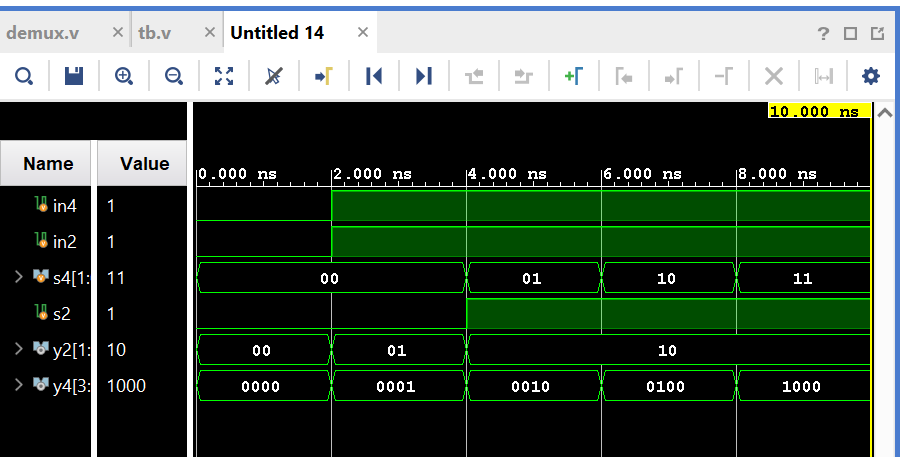 demux.v × tb.v × Untitled 14 ×
?
10.000 ns
Name Value
0.000 ns 2.000 ns 4.000 ns 6.000 ns 8.000 ns
in4 1
in2 1
s4[1: 11 00 01 10 11
s2 1
y2[1: 10 00 01 10
y4[3: 1000 0000 0001 0010 0100 1000